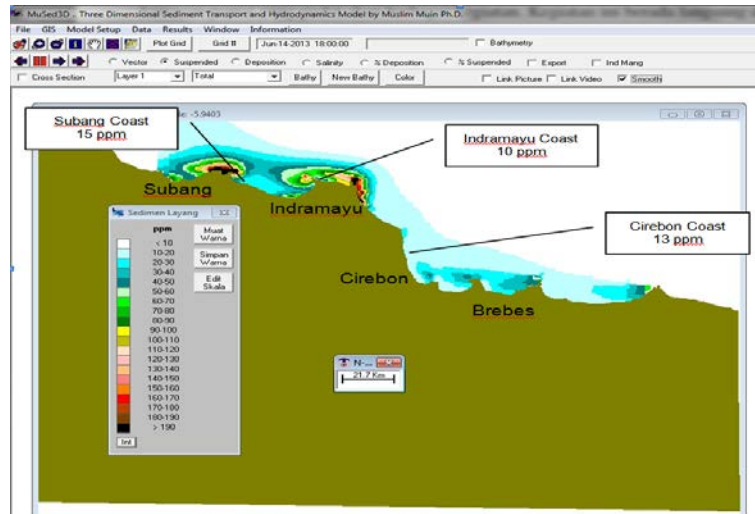 MuSed3D . Three Dimensional Sediment Transport and Hydrodynamics Model by Muslim Muin Ph.D.
File GIS Model Setup Data Results Window Information
Plot Grid Grid # Jun-14-2013 18:00:00 Bathymetry
Vector Suspended Deposition Salinity % Deposition % Suspended Export Ind Mang
Cross Section Layer 1 Total Bathy New Bathy Color Link Picture Link Video Smooth
-5.9403
Subang Coast
15 ppm
Indramayu Coast
10 ppm
Subang
Indramayu
Cirebon Coast
13 ppm
Cirebon
Brebes
Sedimen Layang
ppm
Muat Warna
Simpan Warna
Edit Skala
< 10
10-20
20-30
30-40
40-50
50-60
60-70
70-80
80-90
90-100
100-110
110-120
120-130
130-140
140-150
150-160
160-170
170-180
180-190
> 190
N-...
21.7 Km